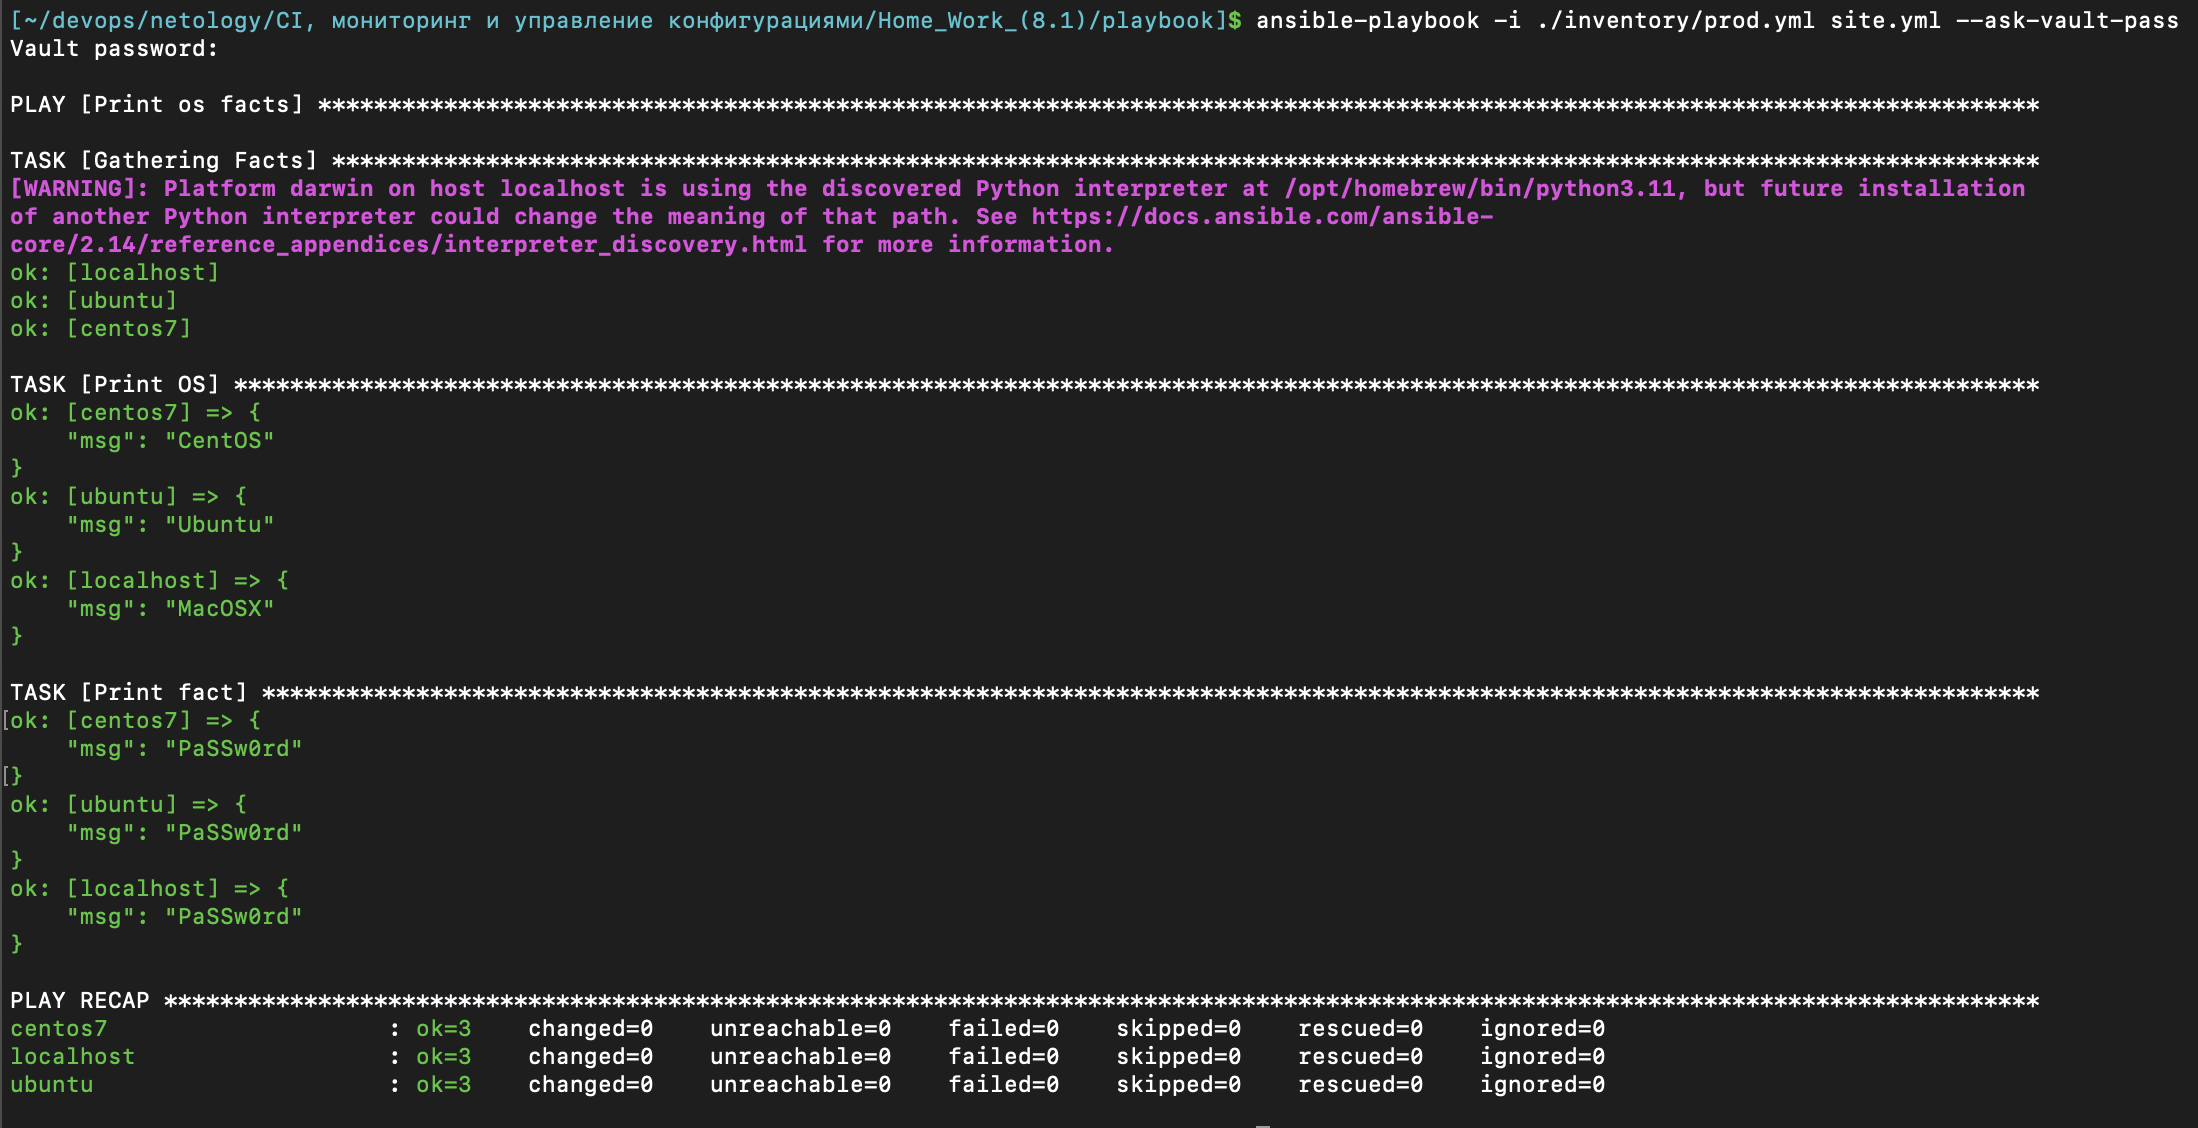 [~/devops/netology/CI, мониторинг и управление конфигурациями/Home_Work_(8.1)/playbook]$ ansible-playbook -i ./inventory/prod.yml site.yml --ask-vault-pass
Vault password:
PLAY [Print os facts] ***************************************************************************************************************************
TASK [Gathering Facts] **************************************************************************************************************************
[WARNING]: Platform darwin on host localhost is using the discovered Python interpreter at /opt/homebrew/bin/python3.11, but future installation
of another Python interpreter could change the meaning of that path. See https://docs.ansible.com/ansible-
core/2.14/reference_appendices/interpreter_discovery.html for more information.
ok: [localhost]
ok: [ubuntu]
ok: [centos7]
TASK [Print OS] *********************************************************************************************************************************
ok: [centos7] => {
    "msg": "CentOS"
}
ok: [ubuntu] => {
    "msg": "Ubuntu"
}
ok: [localhost] => {
    "msg": "MacOSX"
}
TASK [Print fact] *******************************************************************************************************************************
[ok: [centos7] => {
    "msg": "PaSSw0rd"
[}
ok: [ubuntu] => {
    "msg": "PaSSw0rd"
}
ok: [localhost] => {
    "msg": "PaSSw0rd"
}
PLAY RECAP **************************************************************************************************************************************
centos7                    : ok=3    changed=0    unreachable=0    failed=0    skipped=0    rescued=0    ignored=0
localhost                  : ok=3    changed=0    unreachable=0    failed=0    skipped=0    rescued=0    ignored=0
ubuntu                     : ok=3    changed=0    unreachable=0    failed=0    skipped=0    rescued=0    ignored=0